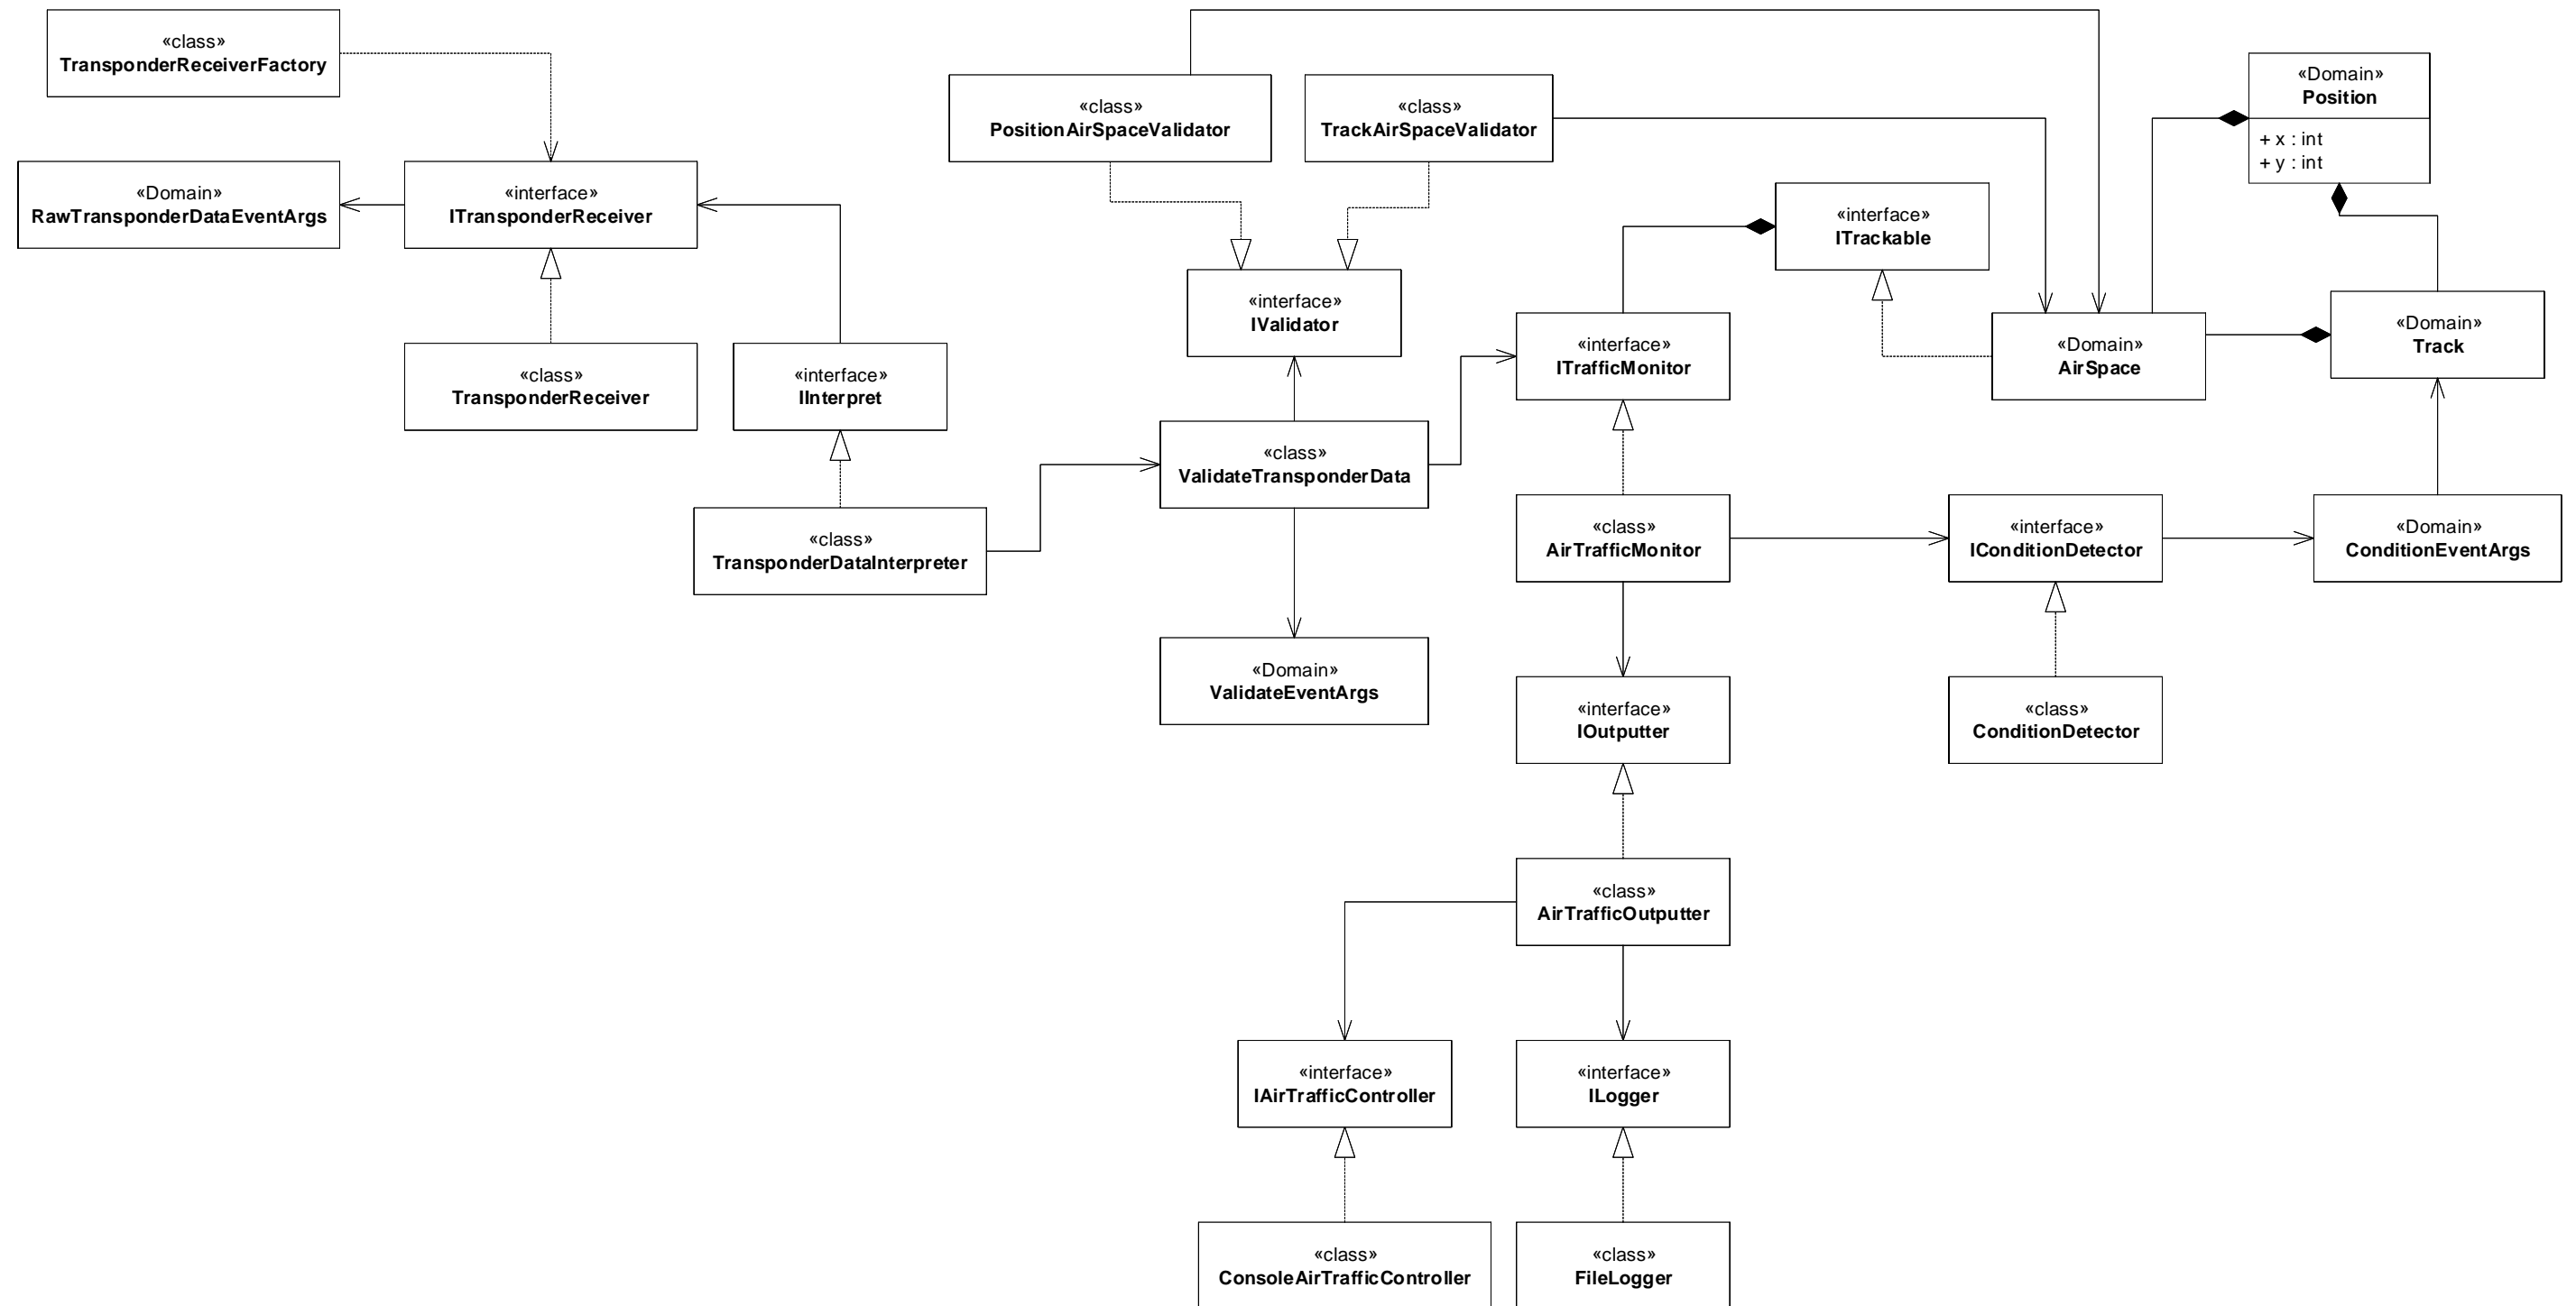 «class»
TransponderReceiverFactory
«class»
PositionAirSpaceValidator
«class»
TrackAirSpaceValidator
«Domain»
Position
+ x : int
+ y : int
«Domain»
RawTransponderDataEventArgs
«interface»
ITransponderReceiver
«interface»
ITrackable
«interface»
IValidator
«interface»
ITrafficMonitor
«Domain»
AirSpace
«Domain»
Track
«class»
TransponderReceiver
«interface»
IInterpret
«class»
ValidateTransponderData
«class»
TransponderDataInterpreter
«class»
AirTrafficMonitor
«interface»
IConditionDetector
«Domain»
ConditionEventArgs
«Domain»
ValidateEventArgs
«interface»
IOutputter
«class»
ConditionDetector
«class»
AirTrafficOutputter
«interface»
IAirTrafficController
«interface»
ILogger
«class»
ConsoleAirTrafficController
«class»
FileLogger